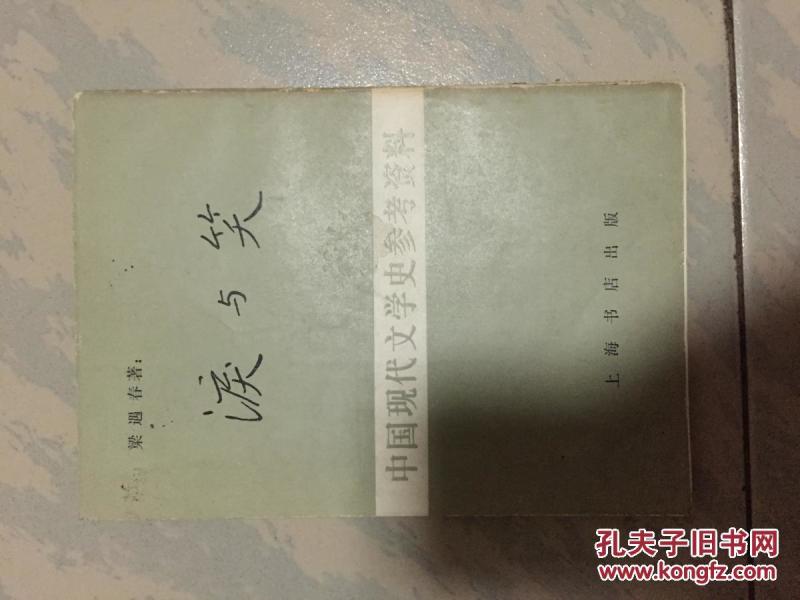 梁遇春著：
淚与笑
中国现代文学史参考资料
上海书店出版
孔夫子旧书网
www.kongfz.com